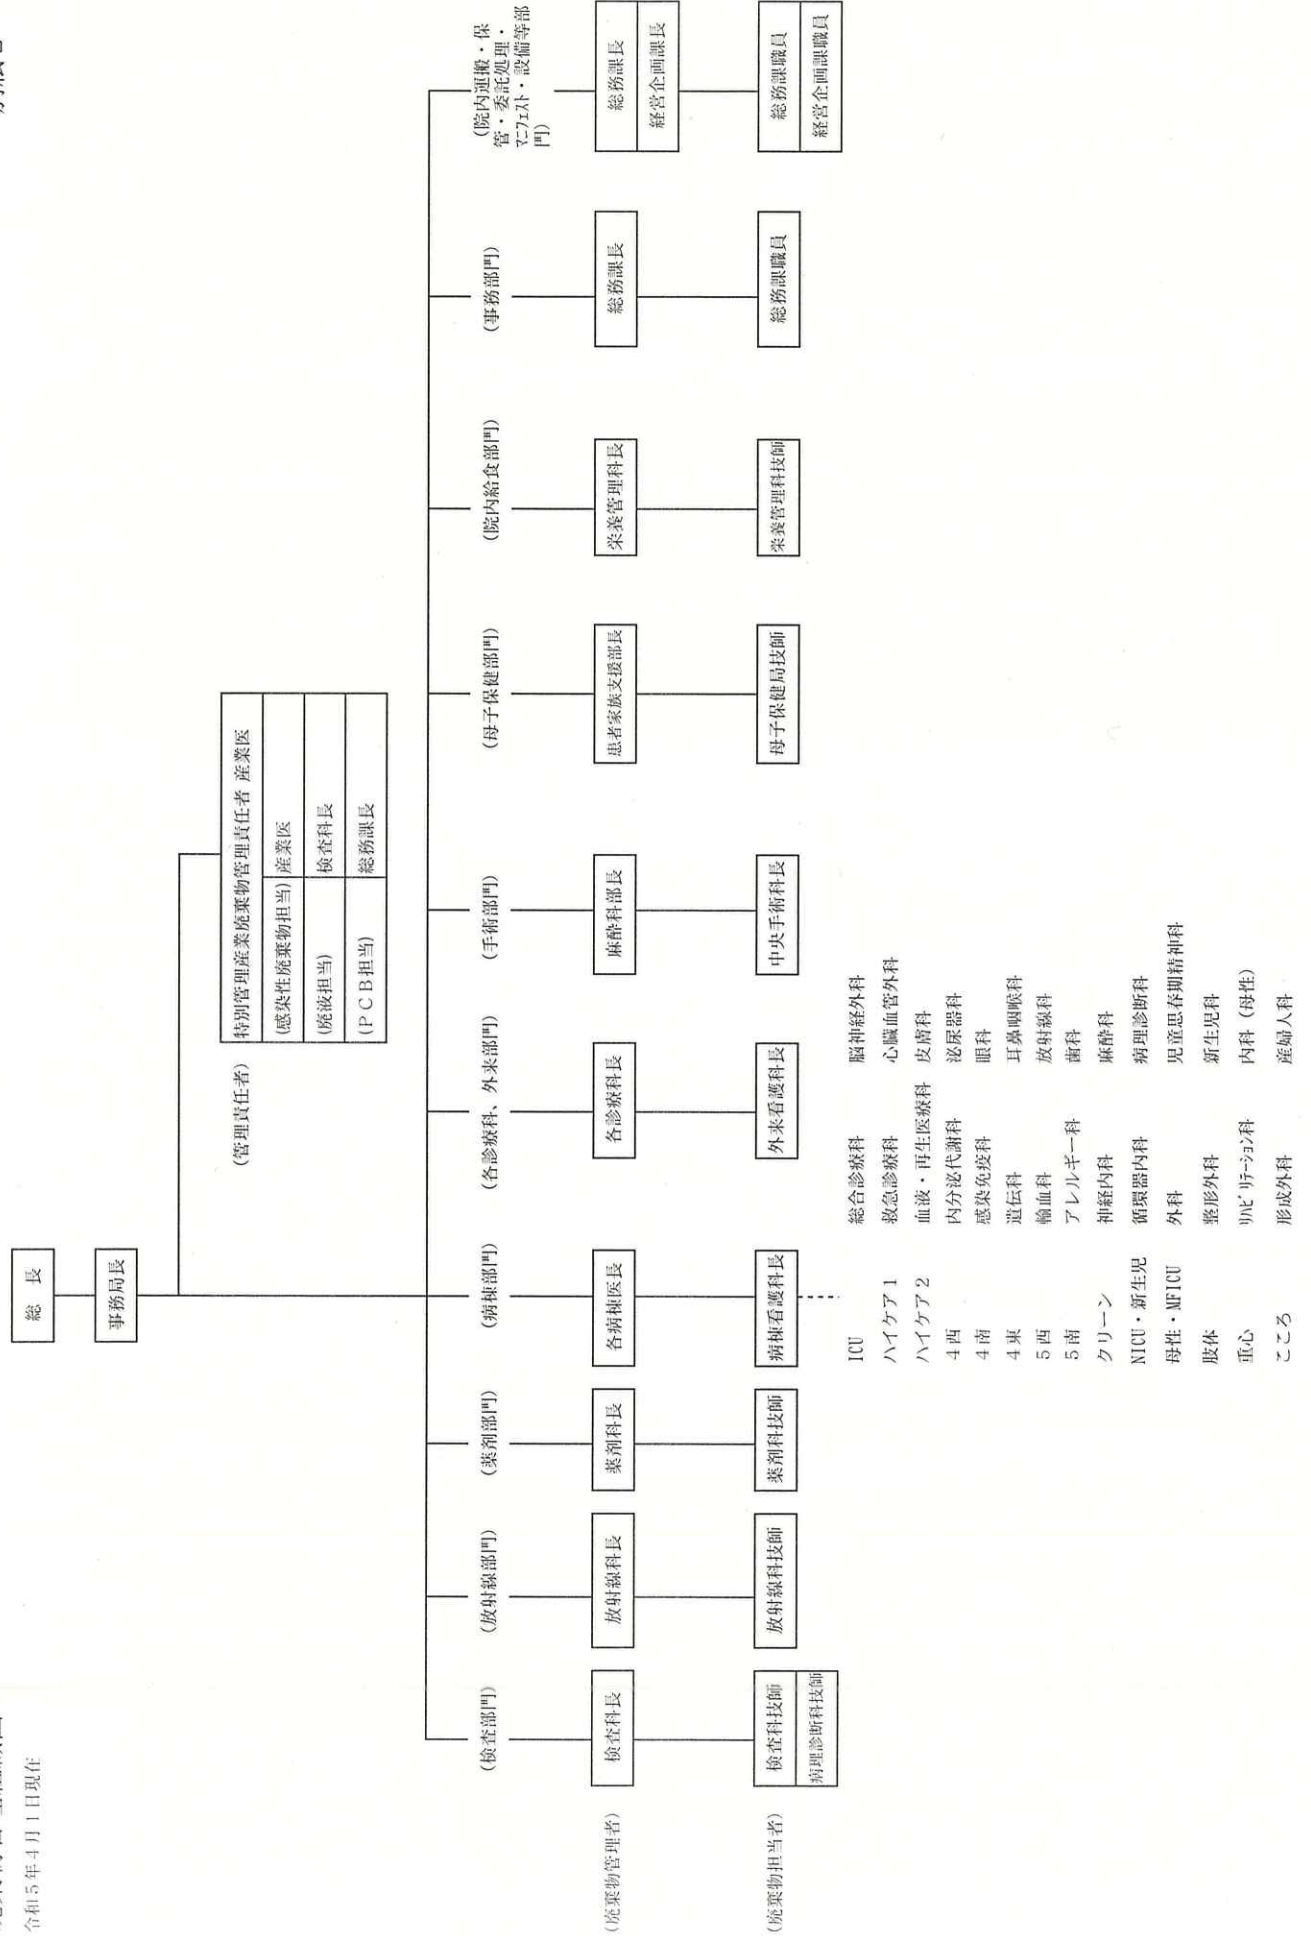 令和5年4月1日現在
総 長
事務局長
(管理責任者)
特別管理産業廃棄物管理責任者 産業医
(感染性廃棄物担当) 産業医
(廃液担当) 検査科長
(PCB担当) 総務課長
(検査部門) (放射線部門) (薬剤部門) (病棟部門) (各診療科、外来部門) (手術部門) (母子保健部門) (院内給食部門) (事務部門)
(院内運搬・保
管・委託処理・
マニフェスト・設備等部
門)
(廃棄物管理者) 検査科長 放射線科長 薬剤科長 各病棟医長 各診療科長 麻酔科部長 患者家族支援部長 栄養管理科長 総務課長 総務課長
経営企画課長
(廃棄物担当者) 検査科技師 放射線科技師 薬剤科技師 病棟看護科長 外来看護科長 中央手術科長 母子保健局技師 栄養管理科技師 総務課職員 総務課職員
病理診断科技師 経営企画課職員
ICU 総合診療科 脳神経外科
ハイケア1 救急診療科 心臓血管外科
ハイケア2 血液・再生医療科 皮膚科
4西 内分泌代謝科 泌尿器科
4南 感染免疫科 眼科
4東 遺伝科 耳鼻咽喉科
5西 輸血科 放射線科
5南 アレルギー科 歯科
クリーン 神経内科 麻酔科
NICU・新生児 循環器内科 病理診断科
母性・MFICU 外科 児童思春期精神科
肢体 整形外科 新生児科
重心 リハビリテーション科 内科(母性)
こころ 形成外科 産婦人科